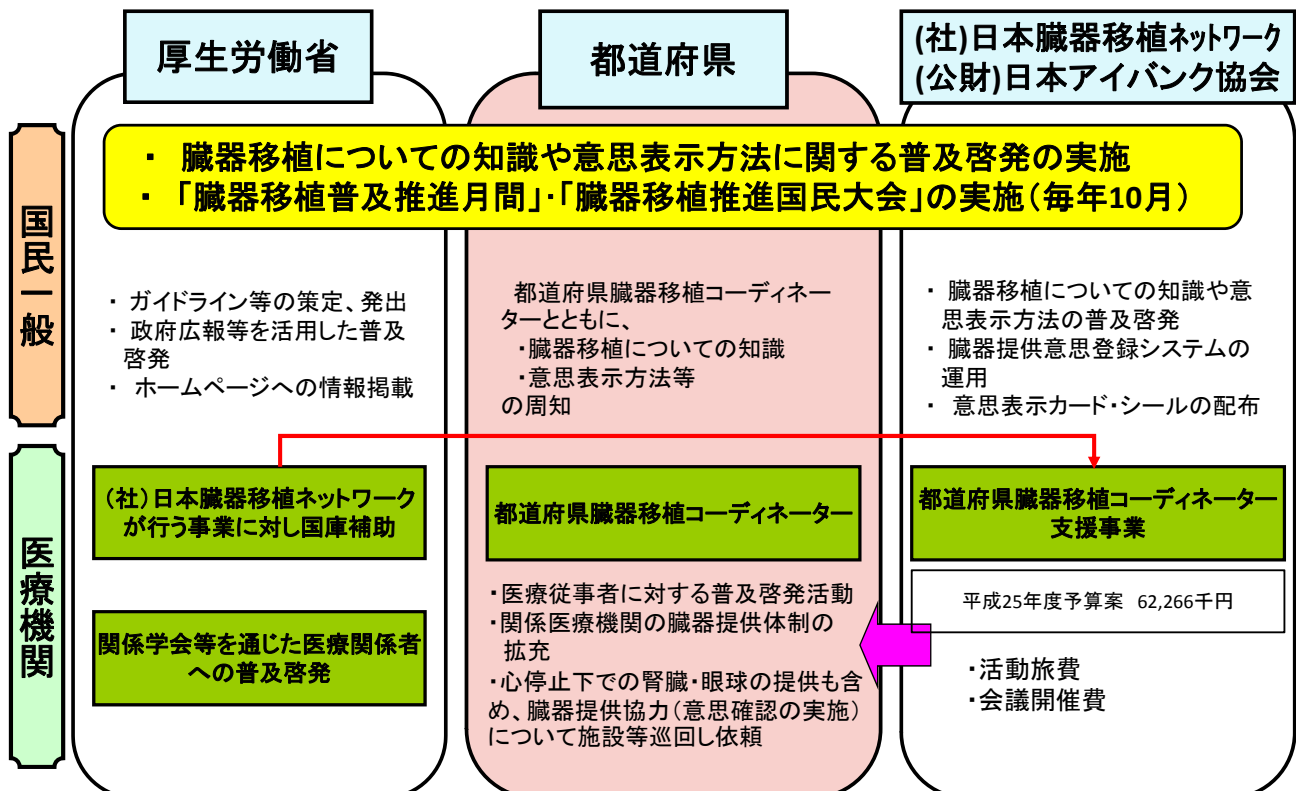 厚生労働省
都道府県
(社)日本臓器移植ネットワーク
(公財)日本アイバンク協会
国民一般
・ 臓器移植についての知識や意思表示方法に関する普及啓発の実施
・ 「臓器移植普及推進月間」・「臓器移植推進国民大会」の実施(毎年10月)
・ ガイドライン等の策定、発出
・ 政府広報等を活用した普及
啓発
・ ホームページへの情報掲載
都道府県臓器移植コーディネー
ターとともに、
・臓器移植についての知識
・意思表示方法等
の周知
・ 臓器移植についての知識や意
思表示方法の普及啓発
・ 臓器提供意思登録システムの
運用
・ 意思表示カード・シールの配布
医療機関
(社)日本臓器移植ネットワーク
が行う事業に対し国庫補助
関係学会等を通じた医療関係者
への普及啓発
都道府県臓器移植コーディネーター
・医療従事者に対する普及啓発活動
・関係医療機関の臓器提供体制の
拡充
・心停止下での腎臓・眼球の提供も含
め、臓器提供協力(意思確認の実施)
について施設等巡回し依頼
都道府県臓器移植コーディネーター
支援事業
平成25年度予算案 62,266千円
・活動旅費
・会議開催費